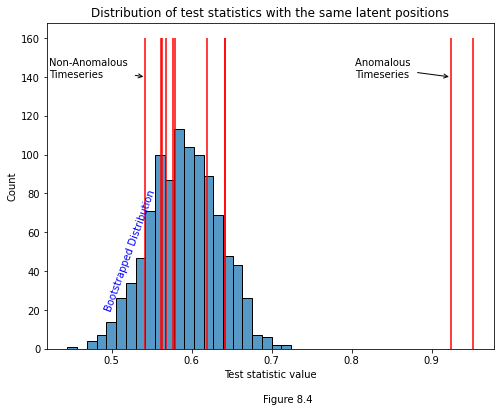 Distribution of test statistics with the same latent positions
160
140
120
100
80
60
40
20
0
Count
Non-Anomalous
Timeseries
Anomalous
Timeseries
Bootstrapped Distribution
0.5 0.6 0.7 0.8 0.9
Test statistic value
Figure 8.4